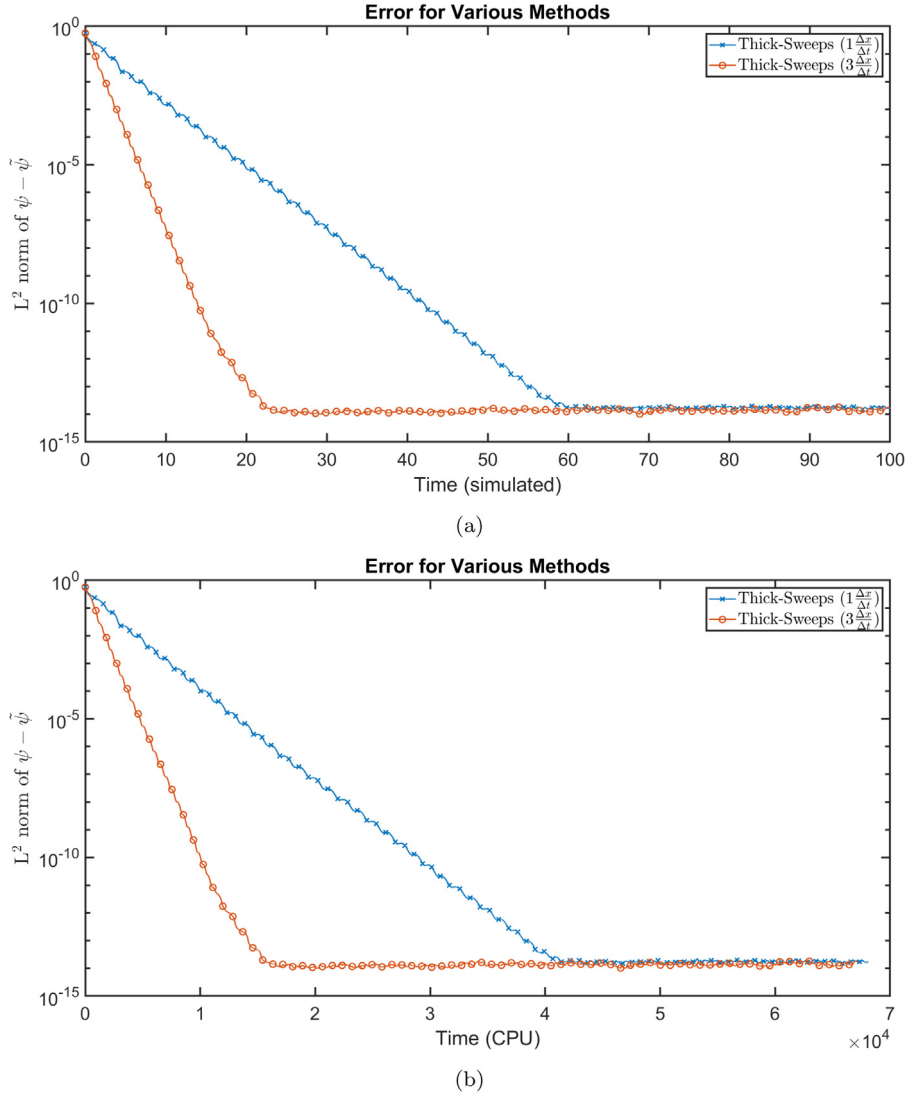 Error for Various Methods
10^0
10^-5
10^-10
10^-15
L^2 norm of ψ − ψ̃
Thick-Sweeps (1 Δx/Δt)
Thick-Sweeps (3 Δx/Δt)
0 10 20 30 40 50 60 70 80 90 100
Time (simulated)
(a)
Error for Various Methods
10^0
10^-5
10^-10
10^-15
L^2 norm of ψ − ψ̃
Thick-Sweeps (1 Δx/Δt)
Thick-Sweeps (3 Δx/Δt)
0 1 2 3 4 5 6 7
Time (CPU)
×10^4
(b)